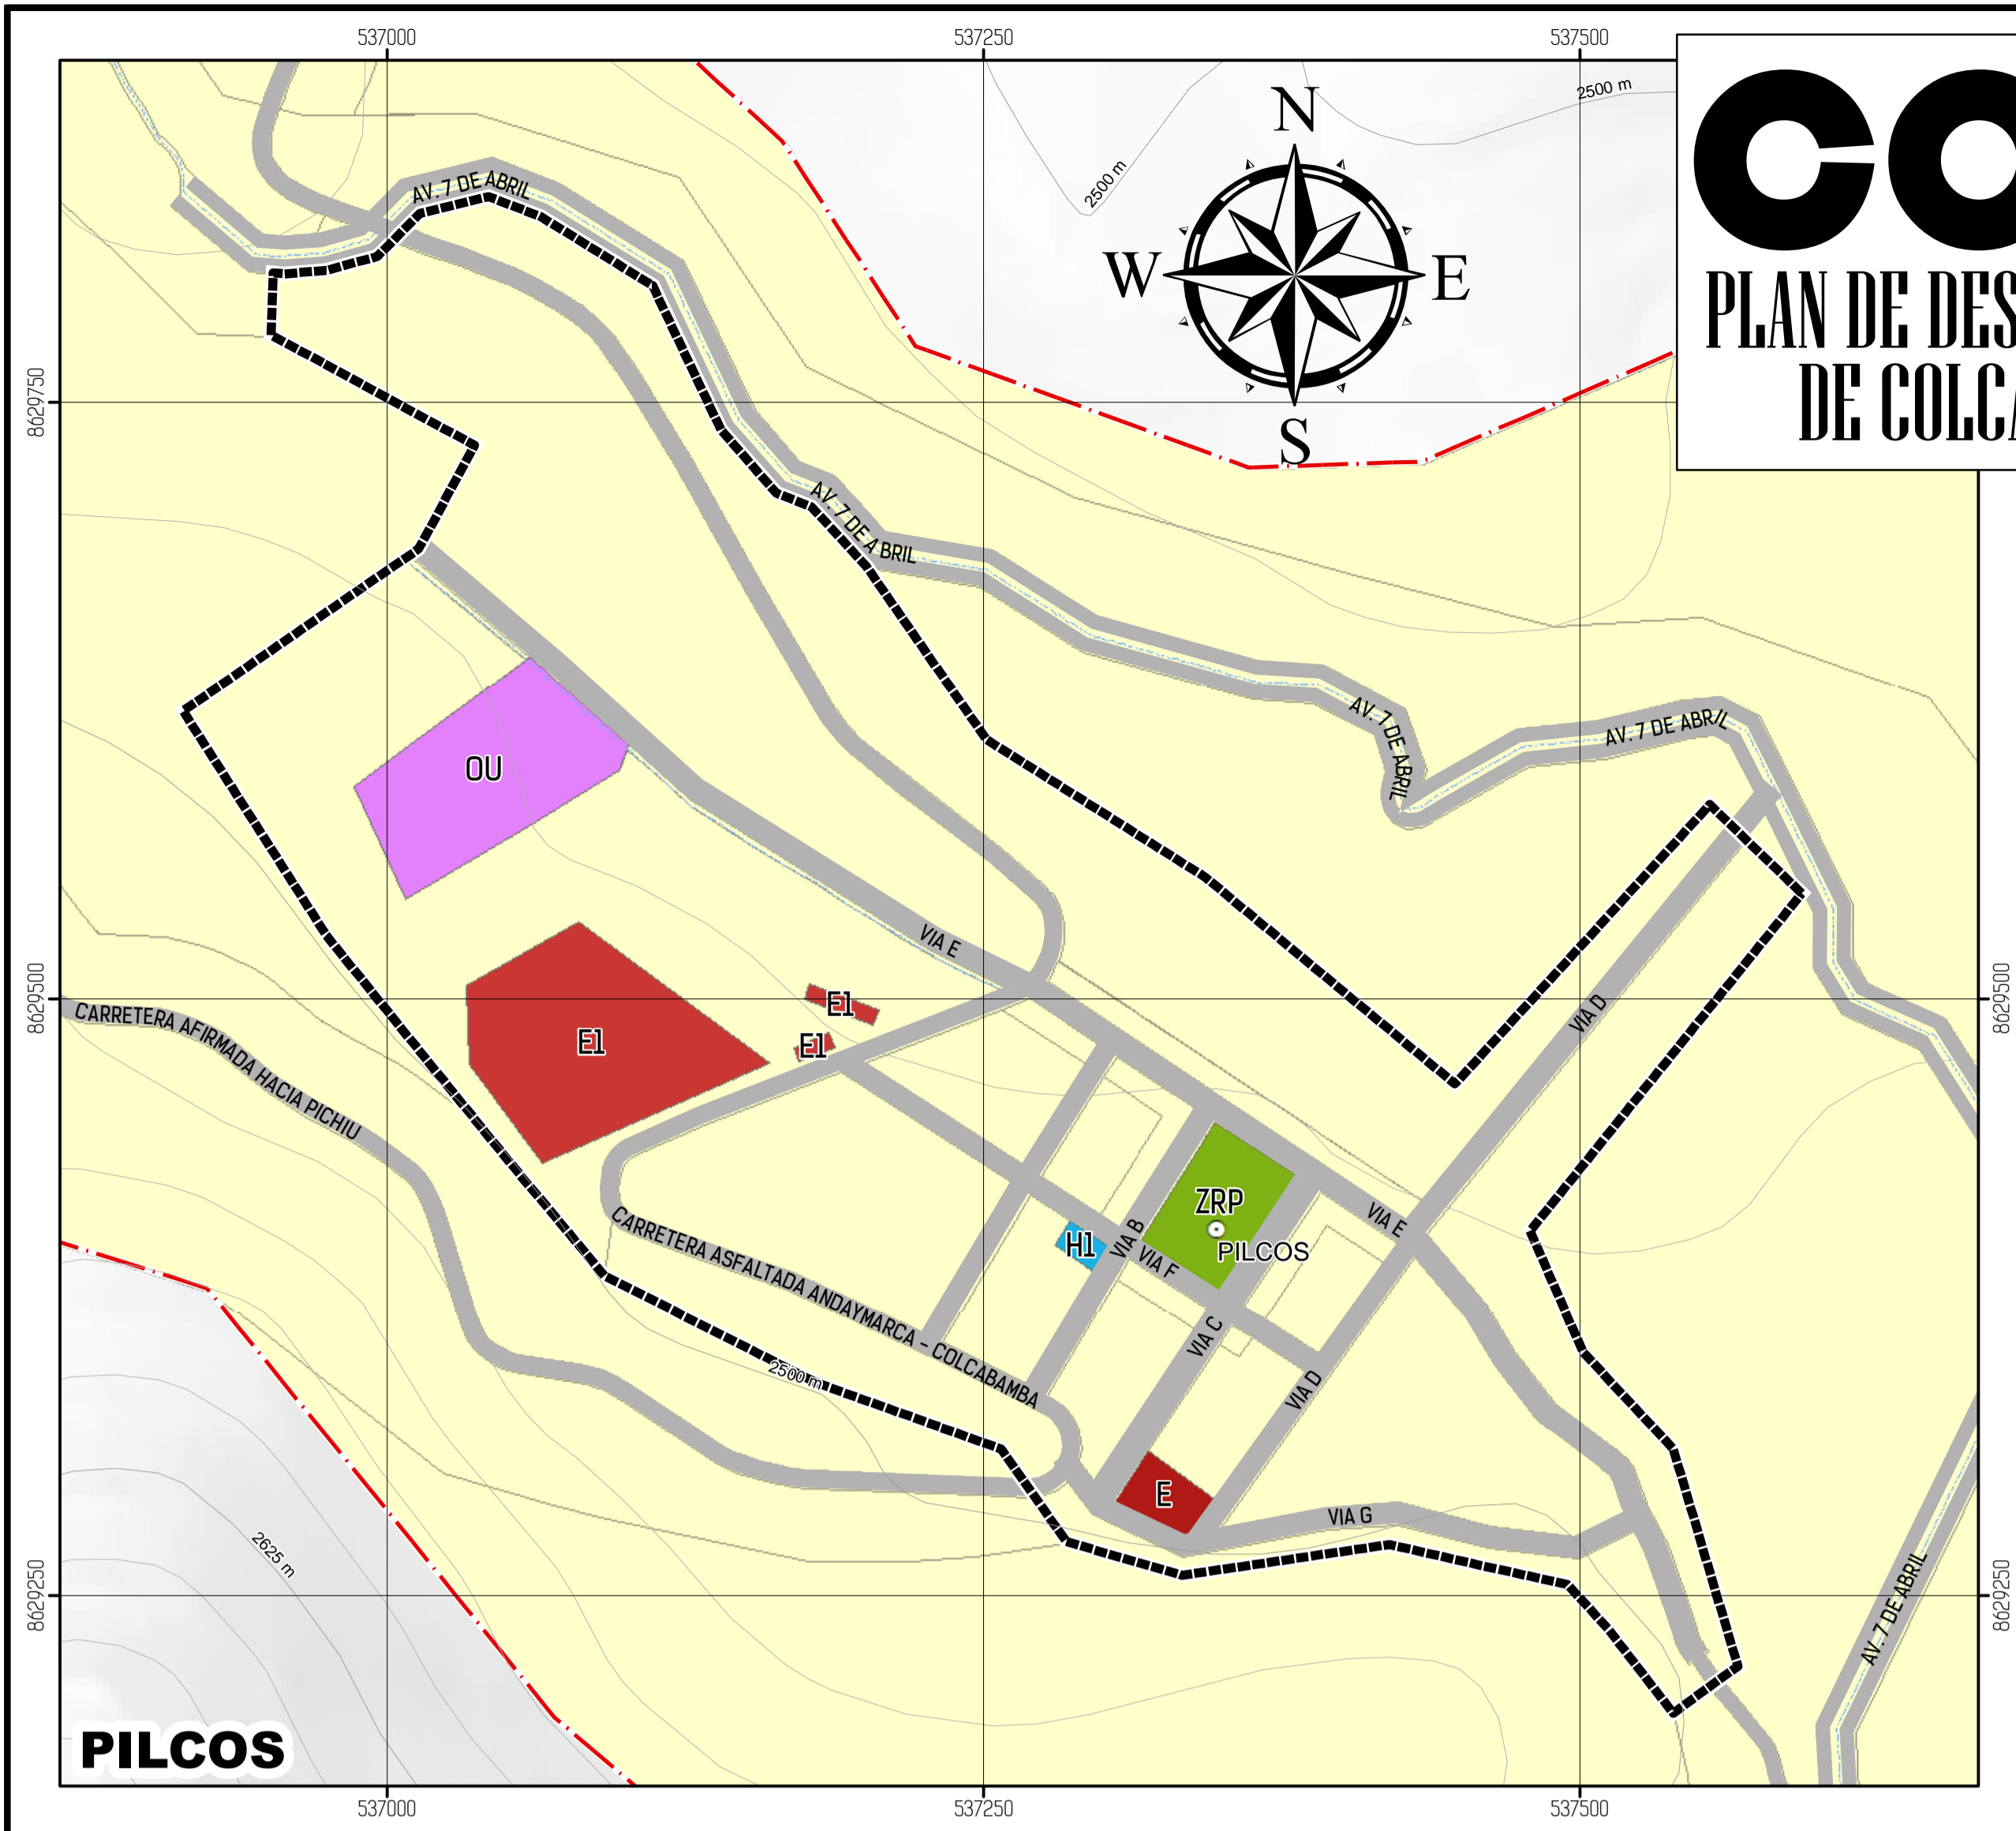 537000
537250
537500
2500 m
2500 m
N
W
E
S
CO
PLAN DE DES
DE COLCA
AV. 7 DE ABRIL
8629750
AV. 7 DE ABRIL
AV. 7 DE ABRIL
AV. 7 DE ABRIL
OU
VIA E
8629500
8629500
E1
E1
E1
VIA D
CARRETERA AFIRMADA HACIA PICHIU
ZRP
PILCOS
VIA E
VIA B
H1
VIA F
CARRETERA ASFALTADA ANDAYMARCA - COLCABAMBA
VIA C
2500 m
VIA D
E
VIA G
2625 m
8629250
8629250
AV. 7 DE ABRIL
PILCOS
537000
537250
537500